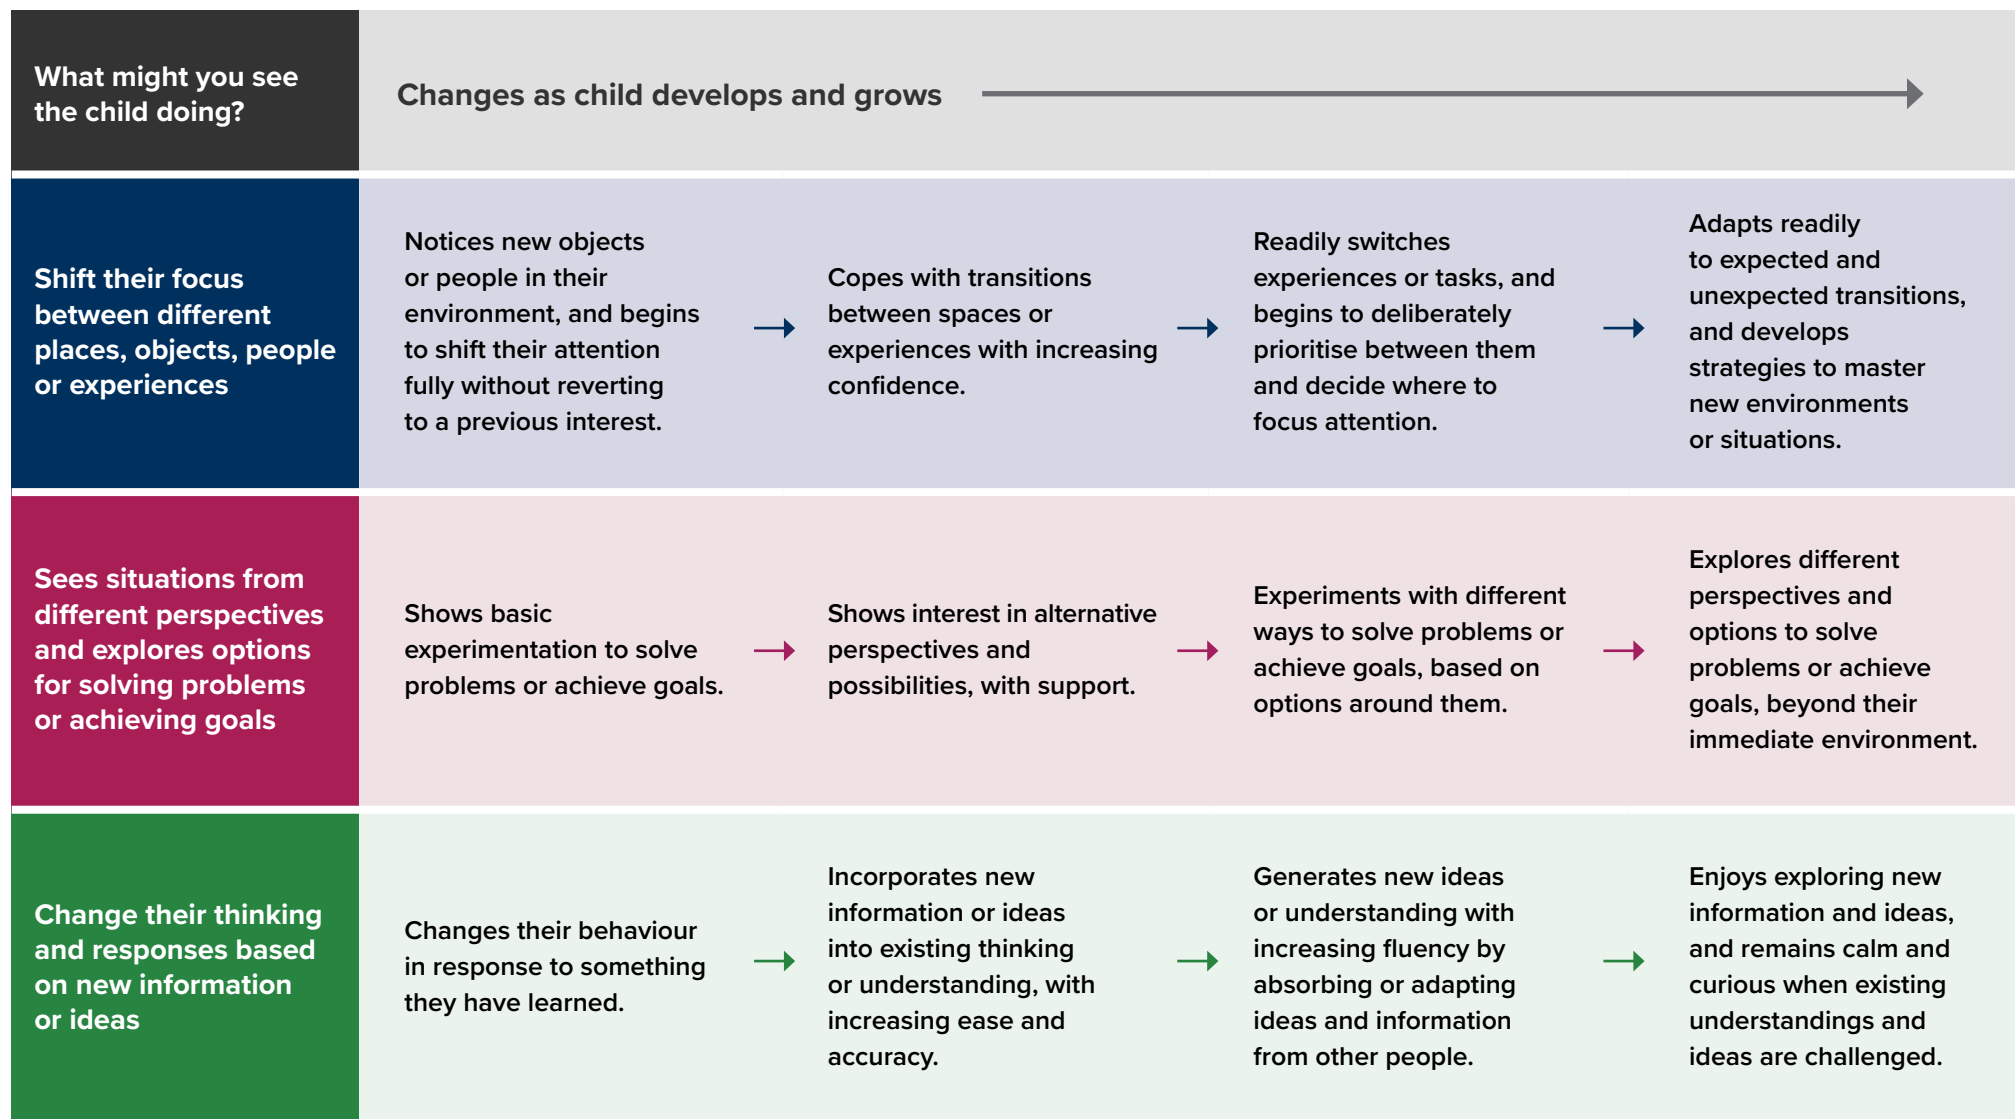 What might you see
the child doing?
Changes as child develops and grows
Shift their focus
between different
places, objects, people
or experiences
Notices new objects
or people in their
environment, and begins
to shift their attention
fully without reverting
to a previous interest.
Copes with transitions
between spaces or
experiences with increasing
confidence.
Readily switches
experiences or tasks, and
begins to deliberately
prioritise between them
and decide where to
focus attention.
Adapts readily
to expected and
unexpected transitions,
and develops
strategies to master
new environments
or situations.
Sees situations from
different perspectives
and explores options
for solving problems
or achieving goals
Shows basic
experimentation to solve
problems or achieve goals.
Shows interest in alternative
perspectives and
possibilities, with support.
Experiments with different
ways to solve problems or
achieve goals, based on
options around them.
Explores different
perspectives and
options to solve
problems or achieve
goals, beyond their
immediate environment.
Change their thinking
and responses based
on new information
or ideas
Changes their behaviour
in response to something
they have learned.
Incorporates new
information or ideas
into existing thinking
or understanding, with
increasing ease and
accuracy.
Generates new ideas
or understanding with
increasing fluency by
absorbing or adapting
ideas and information
from other people.
Enjoys exploring new
information and ideas,
and remains calm and
curious when existing
understandings and
ideas are challenged.